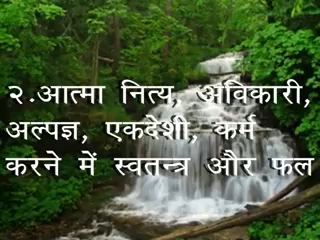 २.आत्मा नित्य, अविकारी,
अल्पज्ञ, एकदेशी, कर्म
करने में स्वतन्त्र और फल